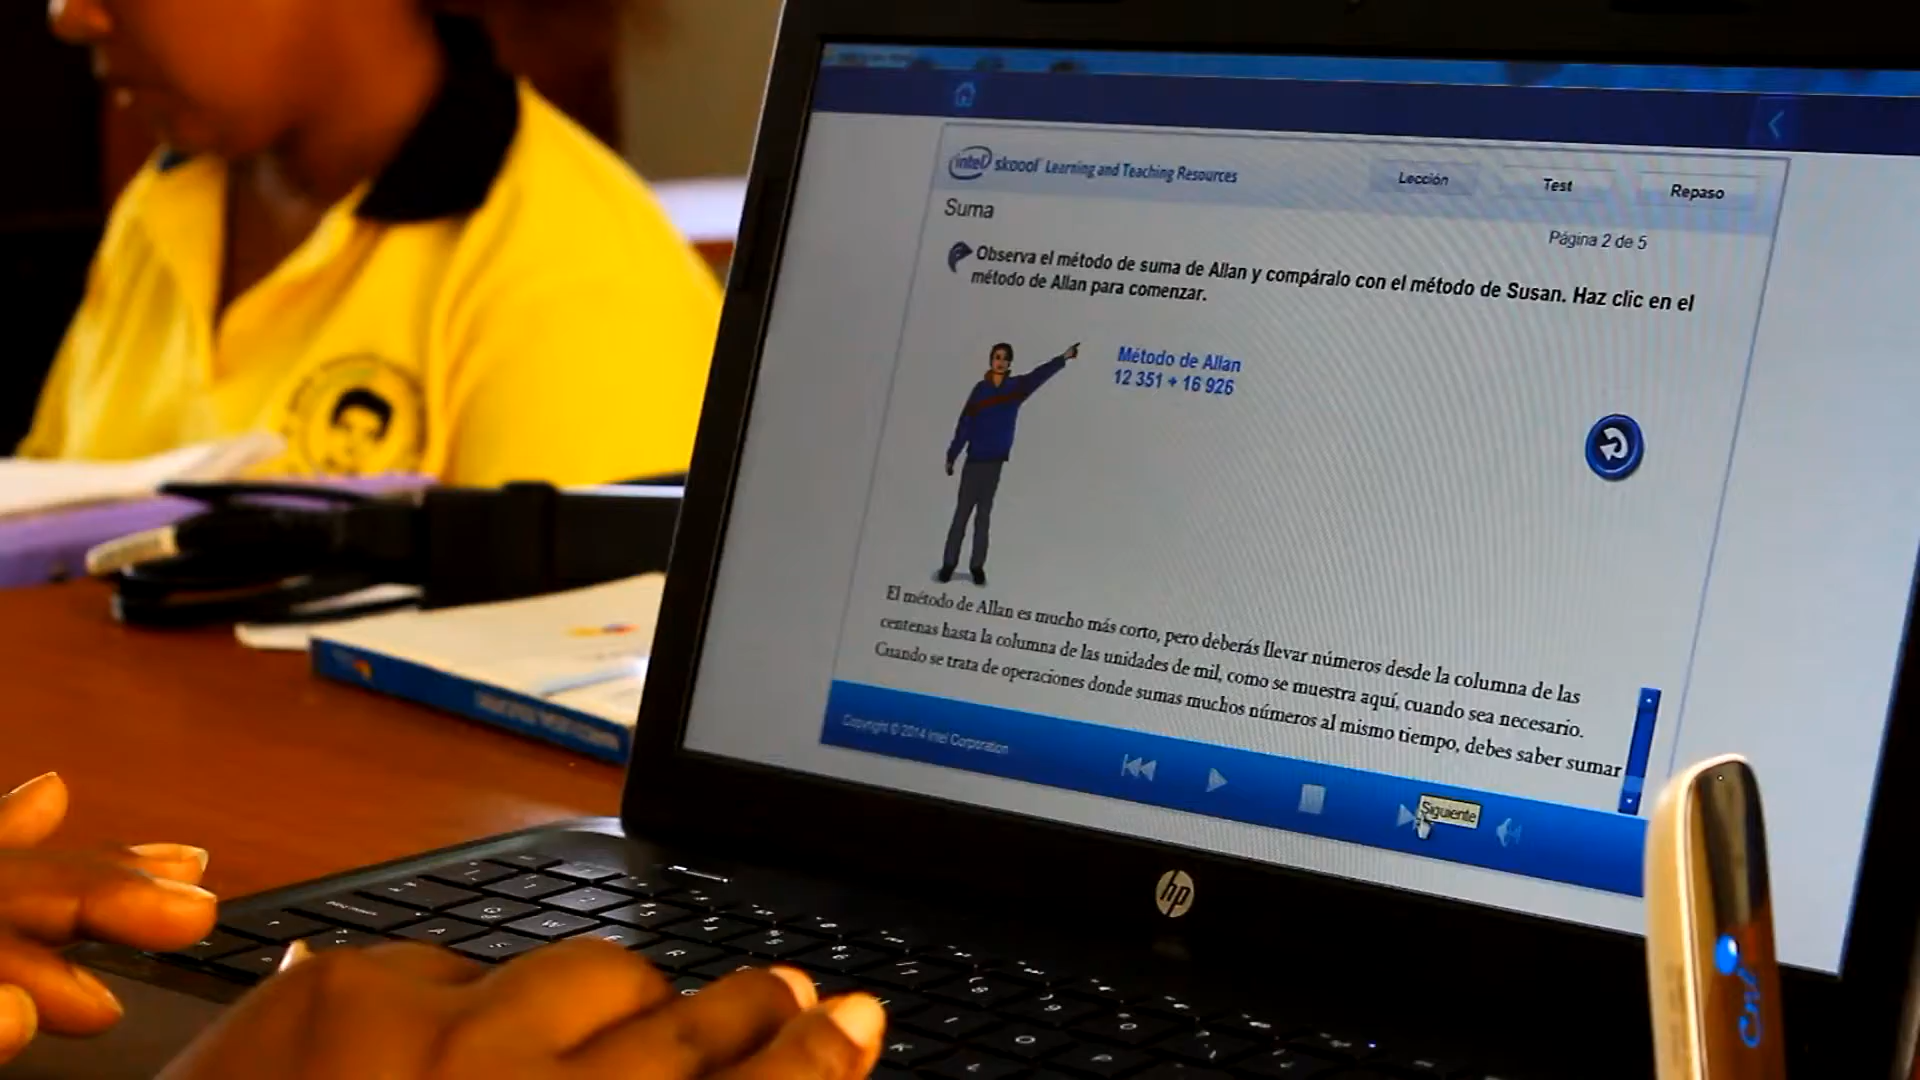 intel skoool Learning and Teaching Resources
Lección
Test
Repaso
Suma
Página 2 de 5
Observa el método de suma de Allan y compáralo con el método de Susan. Haz clic en el
método de Allan para comenzar.
Método de Allan
12 351 + 16 926
El método de Allan es mucho más corto, pero deberás llevar números desde la columna de las
centenas hasta la columna de las unidades de mil, como se muestra aquí, cuando sea necesario.
Cuando se trata de operaciones donde sumas muchos números al mismo tiempo, debes saber sumar
Copyright © 2014 Intel Corporation
Siguiente
hp